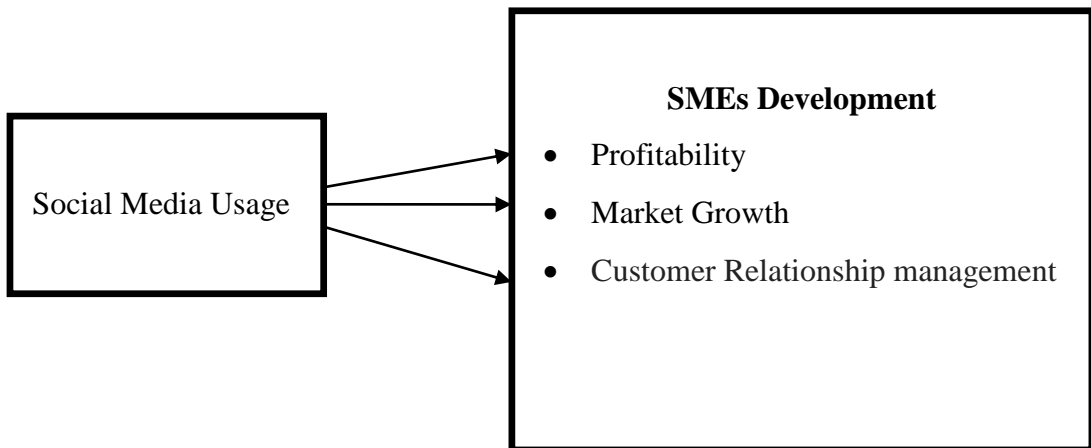 SMEs Development
• Profitability
Social Media Usage
• Market Growth
• Customer Relationship management